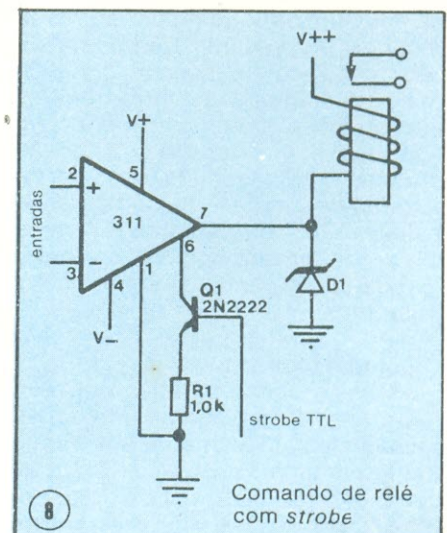 V++
V+
5
2
+
311
7
6
entradas
-
3
4
1
V-
Q1
2N2222
D1
R1
1,0k
strobe TTL
8
Comando de relé
com strobe